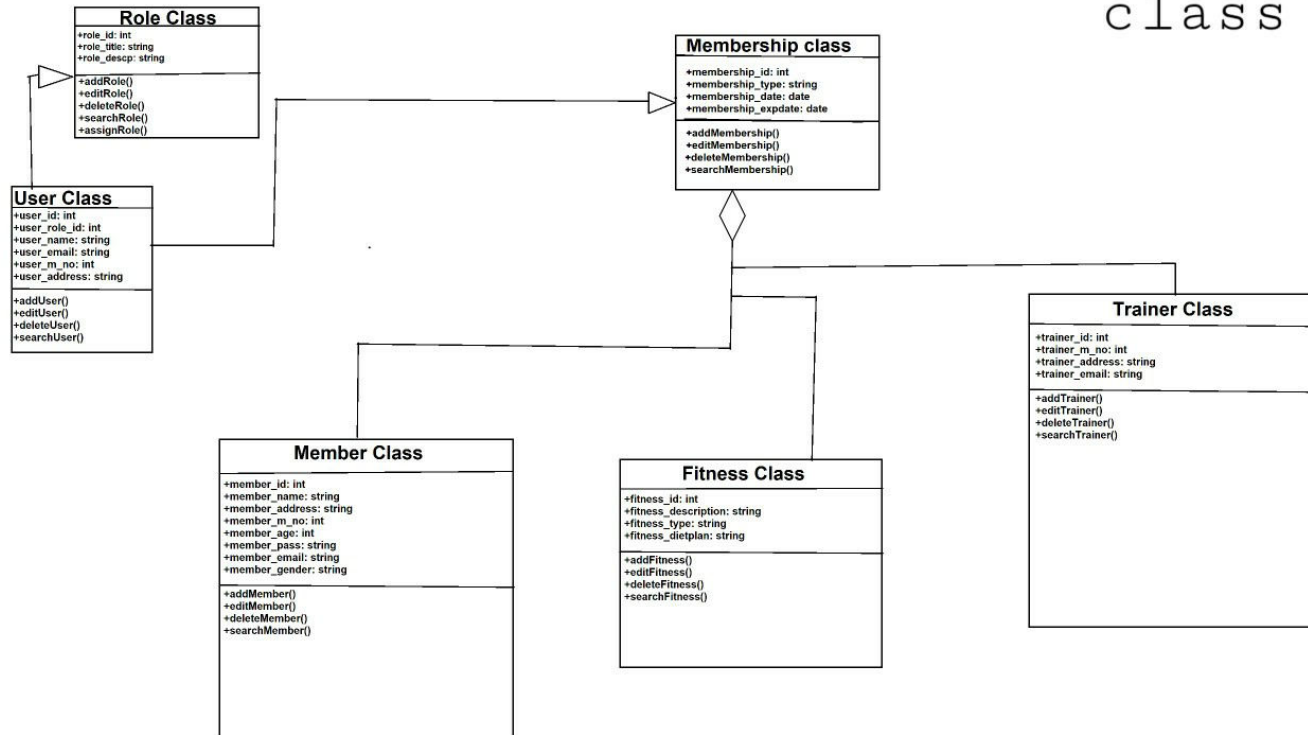 class
Role Class
+role_id: int
+role_title: string
+role_descp: string
+addRole()
+editRole()
+deleteRole()
+searchRole()
+assignRole()
Membership class
+membership_id: int
+membership_type: string
+membership_date: date
+membership_expdate: date
+addMembership()
+editMembership()
+deleteMembership()
+searchMembership()
User Class
+user_id: int
+user_role_id: int
+user_name: string
+user_email: string
+user_m_no: int
+user_address: string
+addUser()
+editUser()
+deleteUser()
+searchUser()
Trainer Class
+trainer_id: int
+trainer_m_no: int
+trainer_address: string
+trainer_email: string
+addTrainer()
+editTrainer()
+deleteTrainer()
+searchTrainer()
Member Class
+member_id: int
+member_name: string
+member_address: string
+member_m_no: int
+member_age: int
+member_pass: string
+member_email: string
+member_gender: string
+addMember()
+editMember()
+deleteMember()
+searchMember()
Fitness Class
+fitness_id: int
+fitness_description: string
+fitness_type: string
+fitness_dietplan: string
+addFitness()
+editFitness()
+deleteFitness()
+searchFitness()